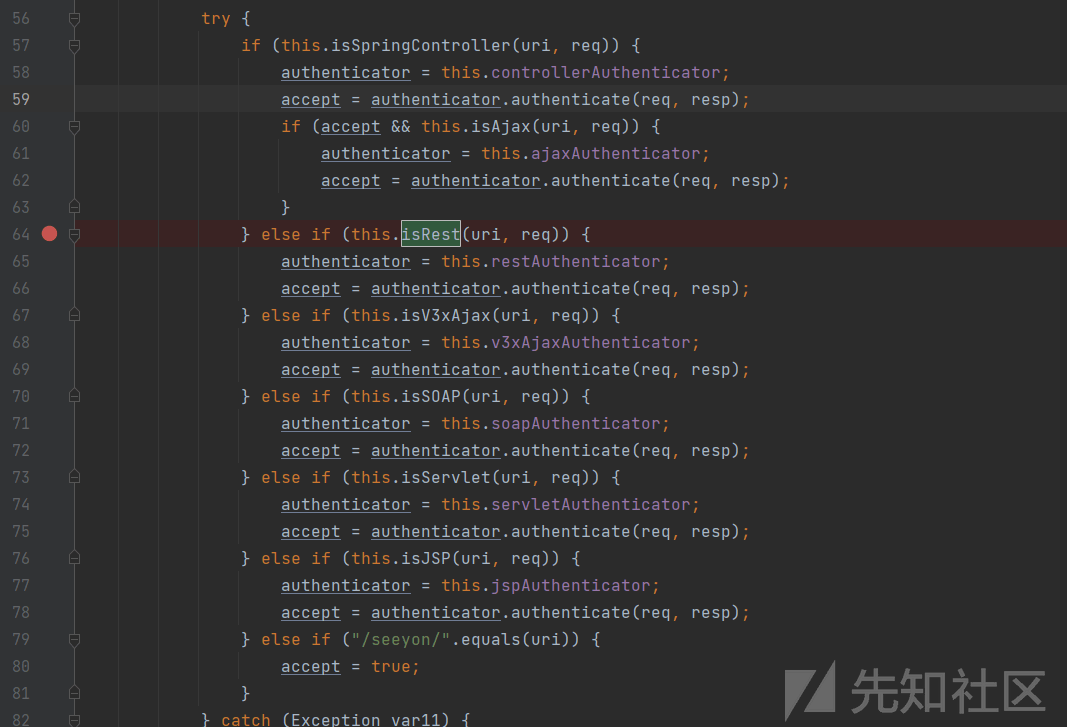 56 try {
57 if (this.isSpringController(uri, req)) {
58 authenticator = this.controllerAuthenticator;
59 accept = authenticator.authenticate(req, resp);
60 if (accept && this.isAjax(uri, req)) {
61 authenticator = this.ajaxAuthenticator;
62 accept = authenticator.authenticate(req, resp);
63 }
64 } else if (this.isRest(uri, req)) {
65 authenticator = this.restAuthenticator;
66 accept = authenticator.authenticate(req, resp);
67 } else if (this.isV3xAjax(uri, req)) {
68 authenticator = this.v3xAjaxAuthenticator;
69 accept = authenticator.authenticate(req, resp);
70 } else if (this.isSOAP(uri, req)) {
71 authenticator = this.soapAuthenticator;
72 accept = authenticator.authenticate(req, resp);
73 } else if (this.isServlet(uri, req)) {
74 authenticator = this.servletAuthenticator;
75 accept = authenticator.authenticate(req, resp);
76 } else if (this.isJSP(uri, req)) {
77 authenticator = this.jspAuthenticator;
78 accept = authenticator.authenticate(req, resp);
79 } else if ("/seeyon/".equals(uri)) {
80 accept = true;
81 }
82 } catch (Exception var11) {
先知社区